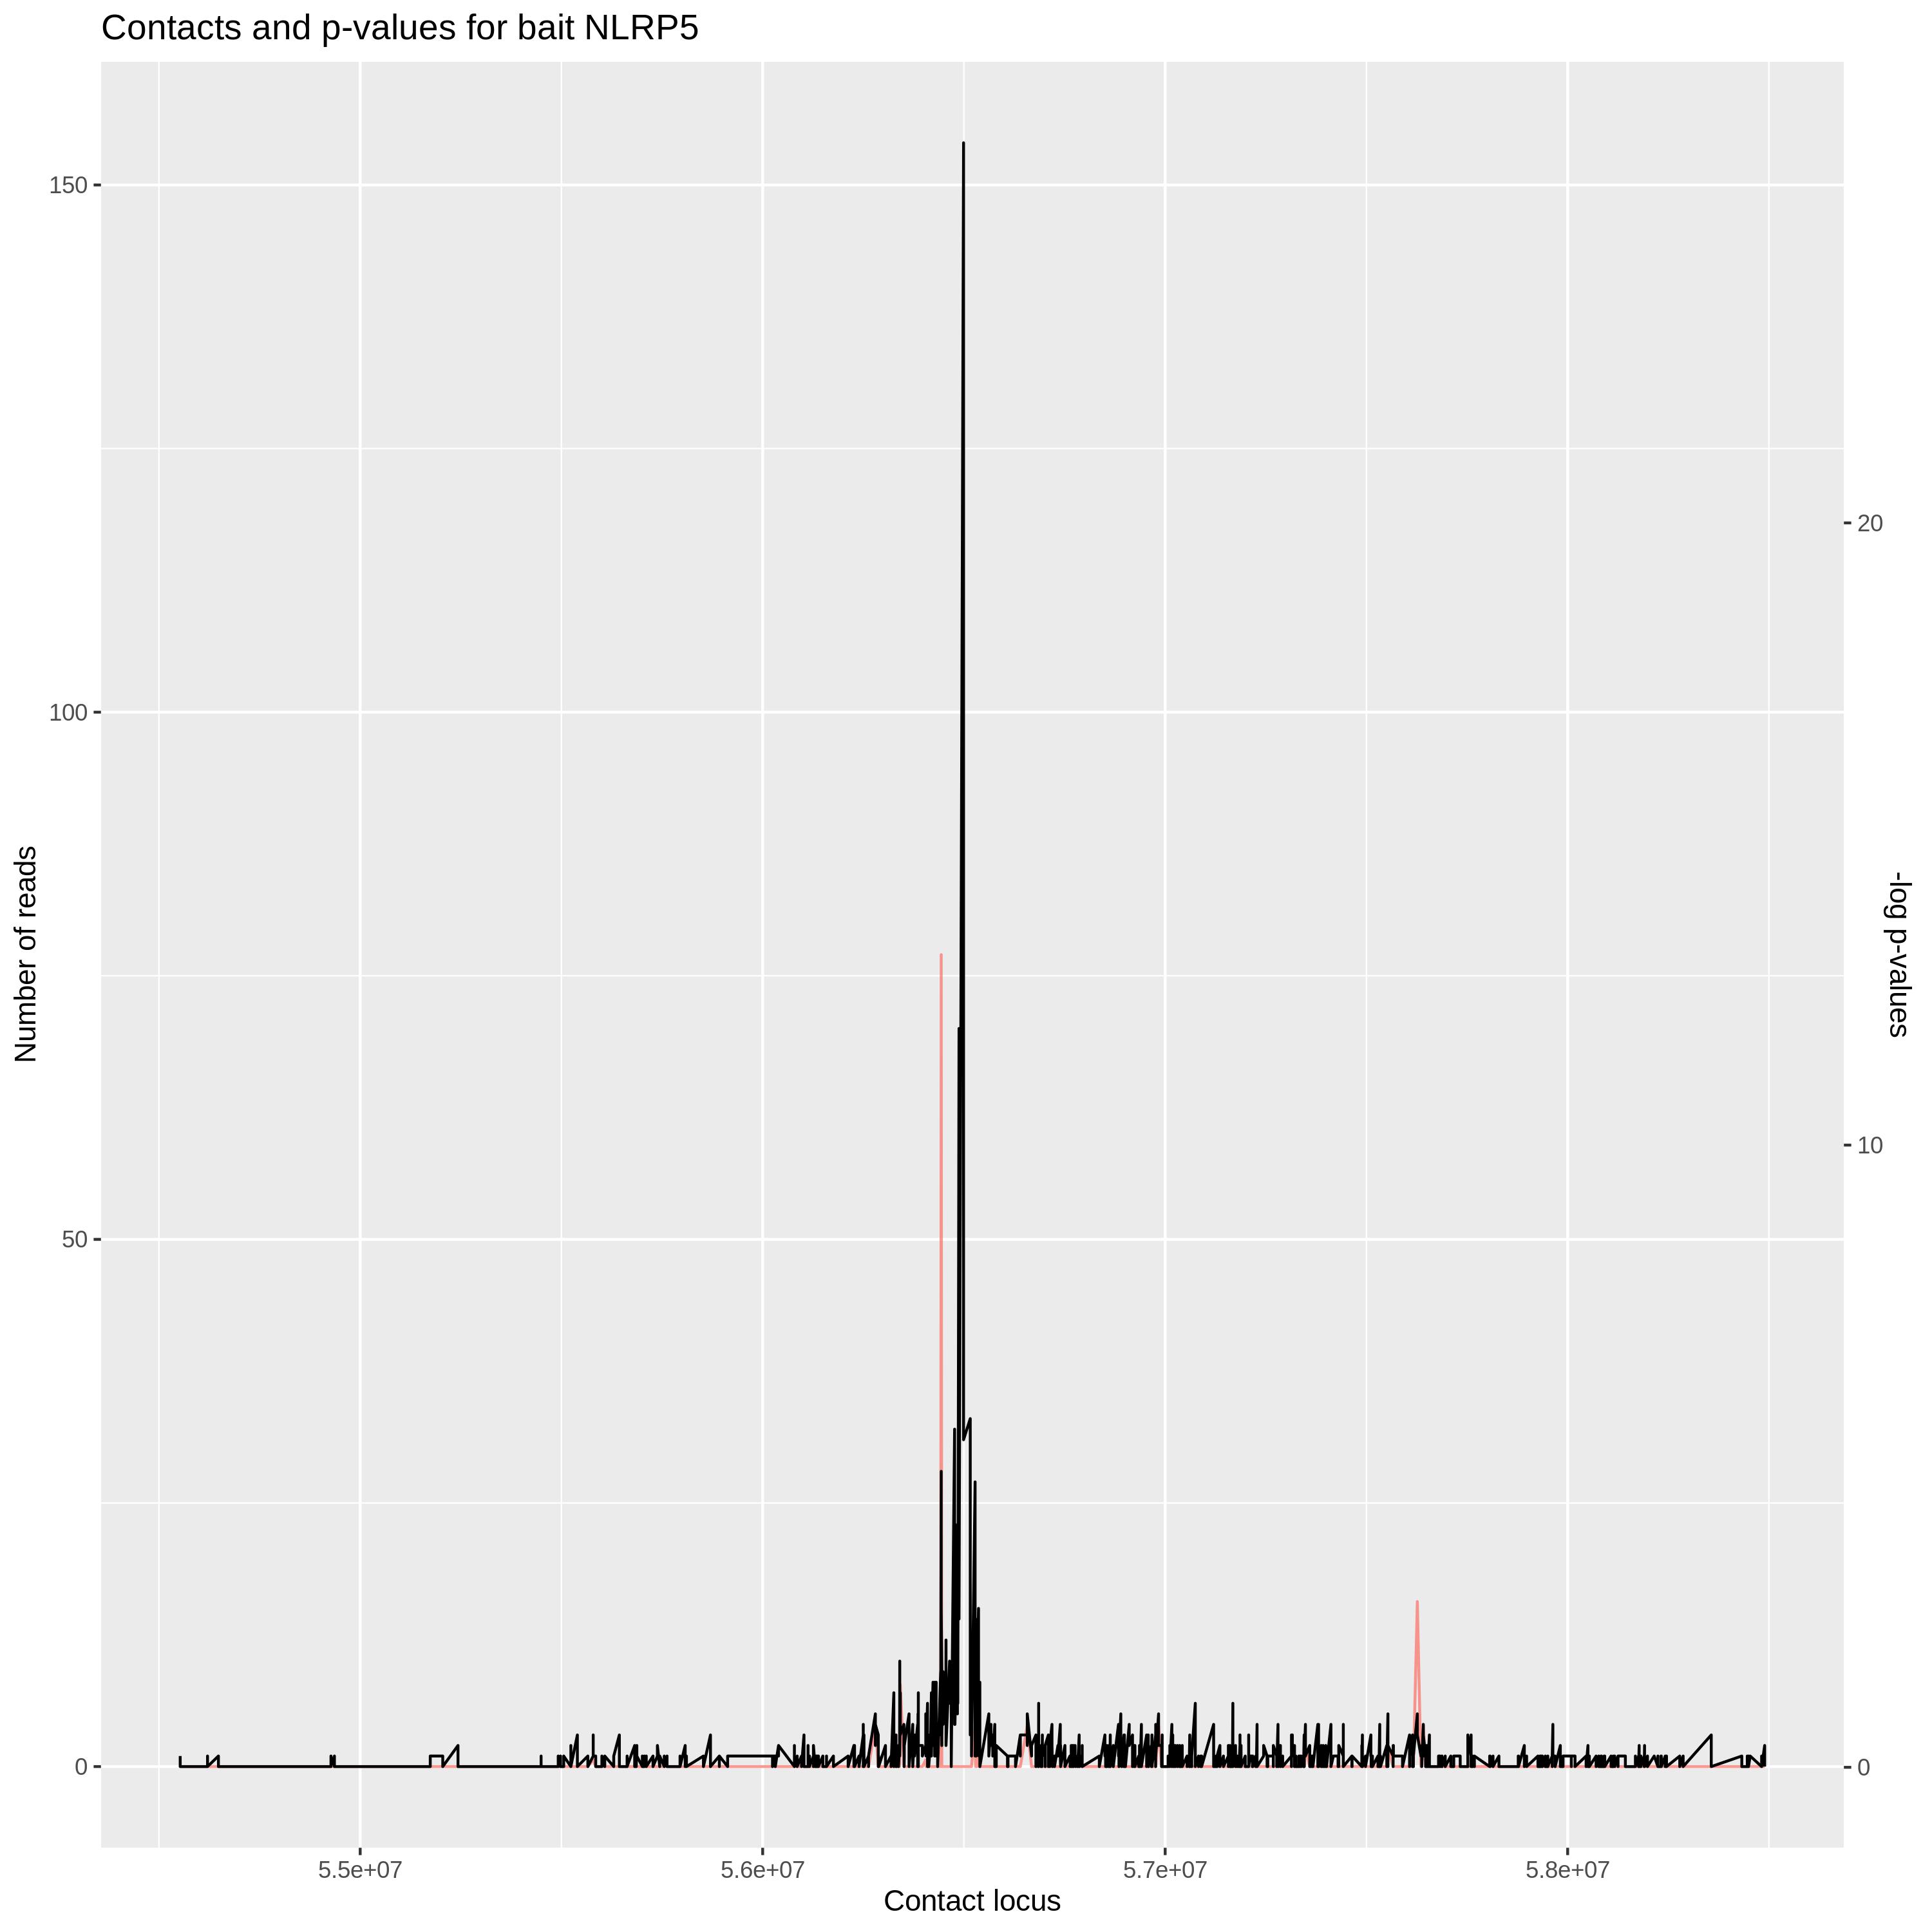 Contacts and p-values for bait NLRP5
150
100
50
0
Number of reads
20
10
0
-log p-values
5.5e+07 5.6e+07 5.7e+07 5.8e+07
Contact locus